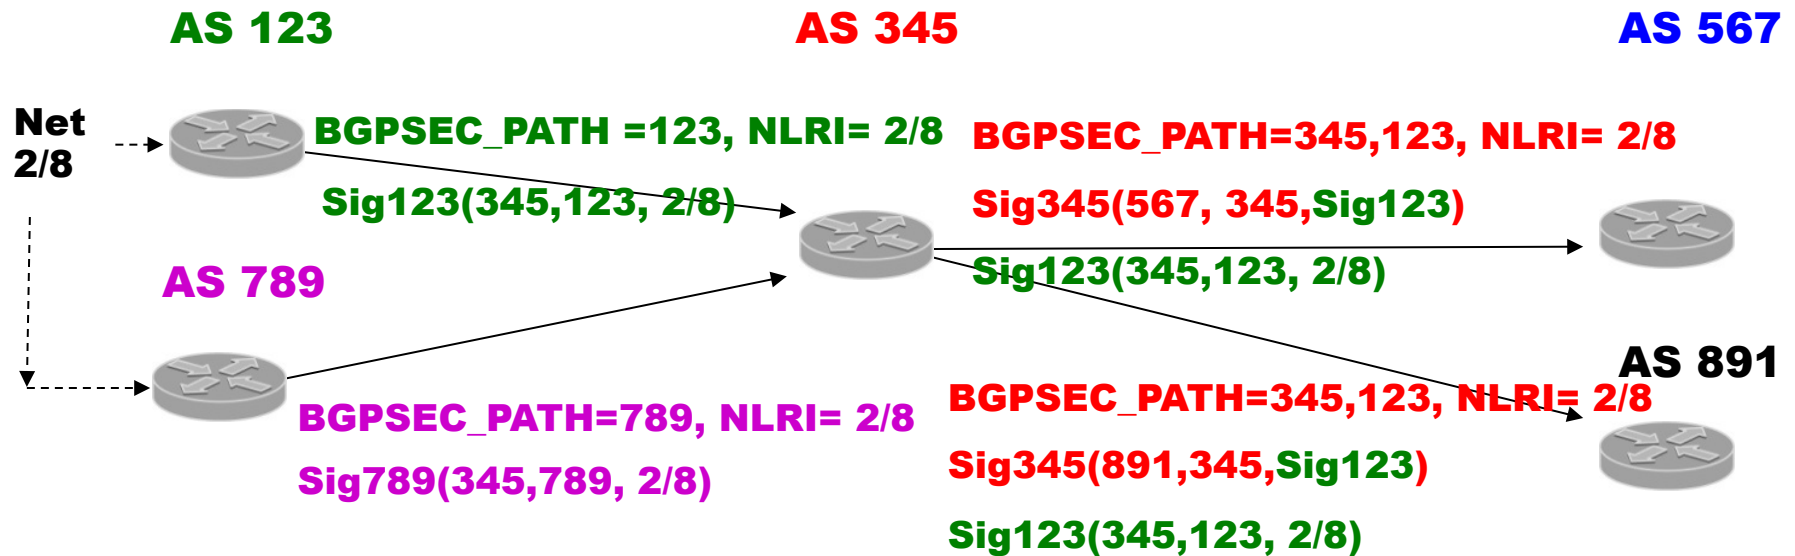 AS 123
AS 345
AS 567
Net
2/8
BGPSEC_PATH =123, NLRI= 2/8
Sig123(345,123, 2/8)
BGPSEC_PATH=345,123, NLRI= 2/8
Sig345(567, 345,Sig123)
Sig123(345,123, 2/8)
AS 789
BGPSEC_PATH=789, NLRI= 2/8
Sig789(345,789, 2/8)
AS 891
BGPSEC_PATH=345,123, NLRI= 2/8
Sig345(891,345,Sig123)
Sig123(345,123, 2/8)